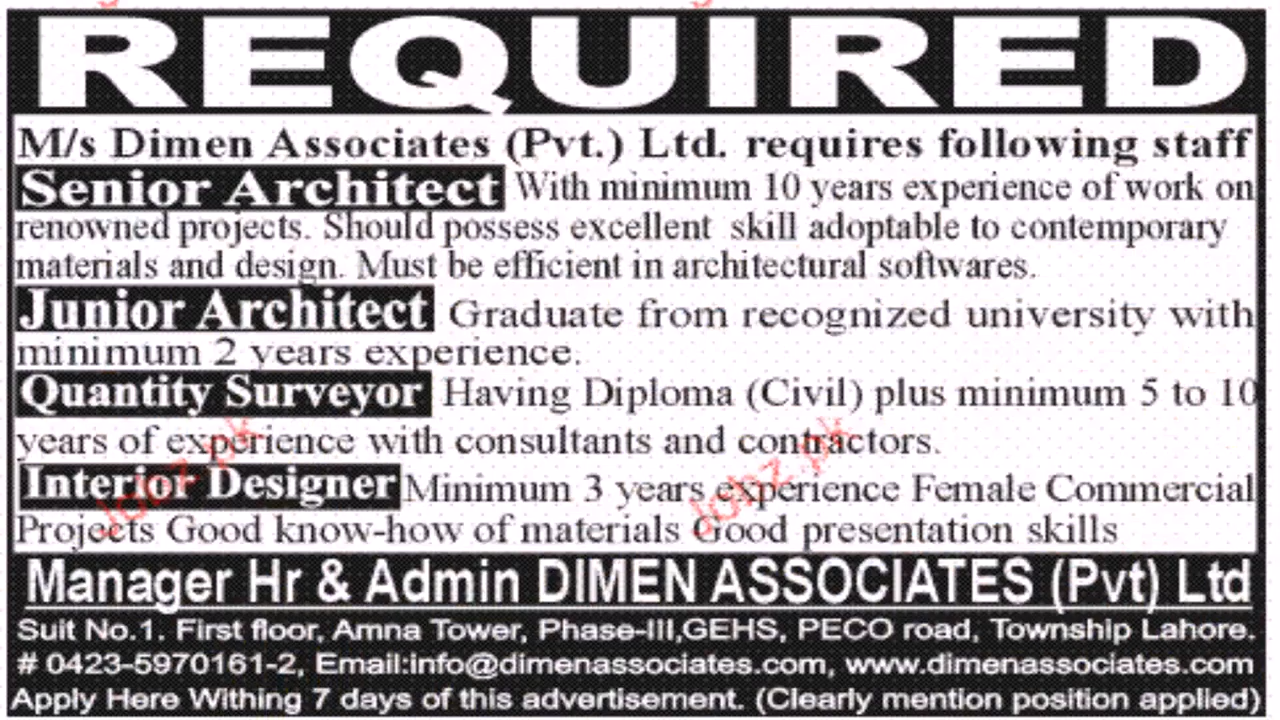 REQUIRED
M/s Dimen Associates (Pvt.) Ltd. requires following staff
Senior Architect With minimum 10 years experience of work on
renowned projects. Should possess excellent skill adoptable to contemporary
materials and design. Must be efficient in architectural softwares.
Junior Architect Graduate from recognized university with
minimum 2 years experience.
Quantity Surveyor Having Diploma (Civil) plus minimum 5 to 10
years of experience with consultants and contractors.
Interior Designer Minimum 3 years experience Female Commercial
Projects Good know-how of materials Good presentation skills
Manager Hr & Admin DIMEN ASSOCIATES (Pvt) Ltd
Suit No.1. First floor, Amna Tower, Phase-III,GEHS, PECO road, Township Lahore.
# 0423-5970161-2, Email:info@dimenassociates.com, www.dimenassociates.com
Apply Here Withing 7 days of this advertisement. (Clearly mention position applied)
Jobz.pk
Jobz.pk